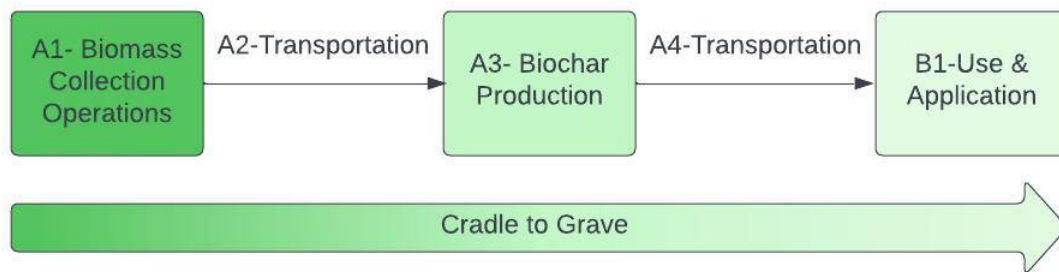 A1- Biomass
Collection
Operations
A2-Transportation
A3- Biochar
Production
A4-Transportation
B1-Use &
Application
Cradle to Grave